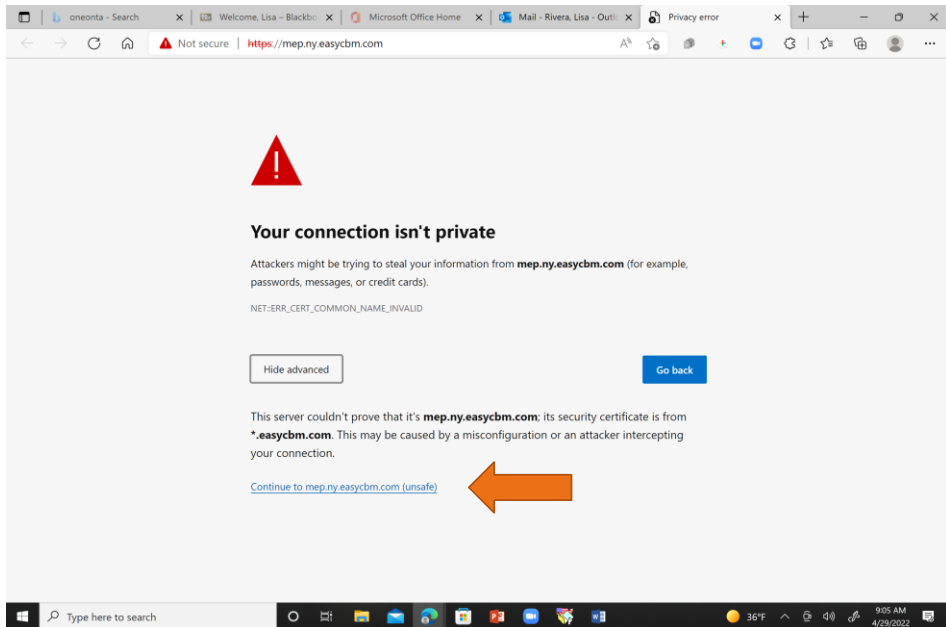 oneonta - Search
Welcome, Lisa – Blackbo
Microsoft Office Home
Mail - Rivera, Lisa - Outl
Privacy error
Not secure
https://mep.ny.easycbm.com
Your connection isn't private
Attackers might be trying to steal your information from mep.ny.easycbm.com (for example,
passwords, messages, or credit cards).
NET::ERR_CERT_COMMON_NAME_INVALID
Hide advanced
Go back
This server couldn't prove that it's mep.ny.easycbm.com; its security certificate is from
*.easycbm.com. This may be caused by a misconfiguration or an attacker intercepting
your connection.
Continue to mep.ny.easycbm.com (unsafe)
Type here to search
36°F
9:05 AM
4/29/2022